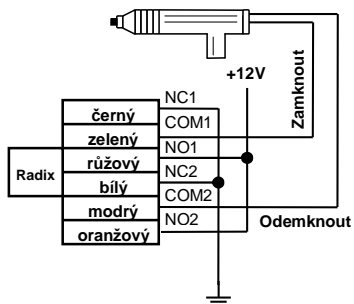 +12V
Zamknout
NC1
černý
COM1
zelený
NO1
růžový
NC2
Radix
bílý
COM2
modrý
NO2
Odemknout
oranžový